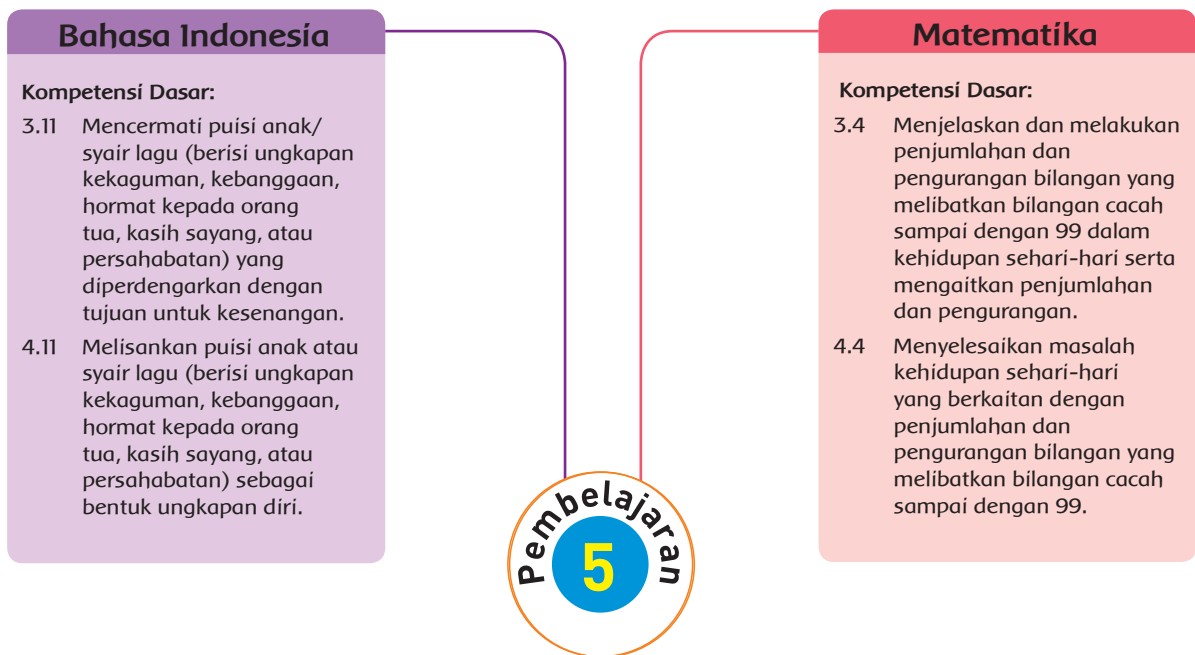 Bahasa Indonesia
Kompetensi Dasar:
3.11 Mencermati puisi anak/
syair lagu (berisi ungkapan
kekaguman, kebanggaan,
hormat kepada orang
tua, kasih sayang, atau
persahabatan) yang
diperdengarkan dengan
tujuan untuk kesenangan.
4.11 Melisankan puisi anak atau
syair lagu (berisi ungkapan
kekaguman, kebanggaan,
hormat kepada orang
tua, kasih sayang, atau
persahabatan) sebagai
bentuk ungkapan diri.
Matematika
Kompetensi Dasar:
3.4 Menjelaskan dan melakukan
penjumlahan dan
pengurangan bilangan yang
melibatkan bilangan cacah
sampai dengan 99 dalam
kehidupan sehari-hari serta
mengaitkan penjumlahan
dan pengurangan.
4.4 Menyelesaikan masalah
kehidupan sehari-hari
yang berkaitan dengan
penjumlahan dan
pengurangan bilangan yang
melibatkan bilangan cacah
sampai dengan 99.
Pembelajaran
5